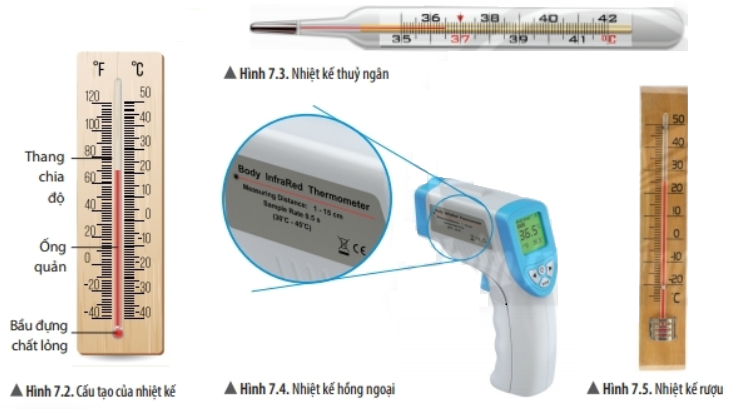 °F °C
120 50
100 40
80 30
60 20
40 10
20 0
0 -10
-20 -20
-30
-40 -40
Thang
chia
độ
Ống
quản
Bầu đựng
chất lỏng
▲ Hình 7.2. Cấu tạo của nhiệt kế
36 38 40 42
35 37 39 41 °C
▲ Hình 7.3. Nhiệt kế thuỷ ngân
Body InfraRed Thermometer
Measuring Distance: 1 - 15 cm
Sample Rate 0.5 s
(30°C - 45°C)
CE
36.5
▲ Hình 7.4. Nhiệt kế hồng ngoại
50
40
30
20
10
0
-10
-20
°C
▲ Hình 7.5. Nhiệt kế rượu